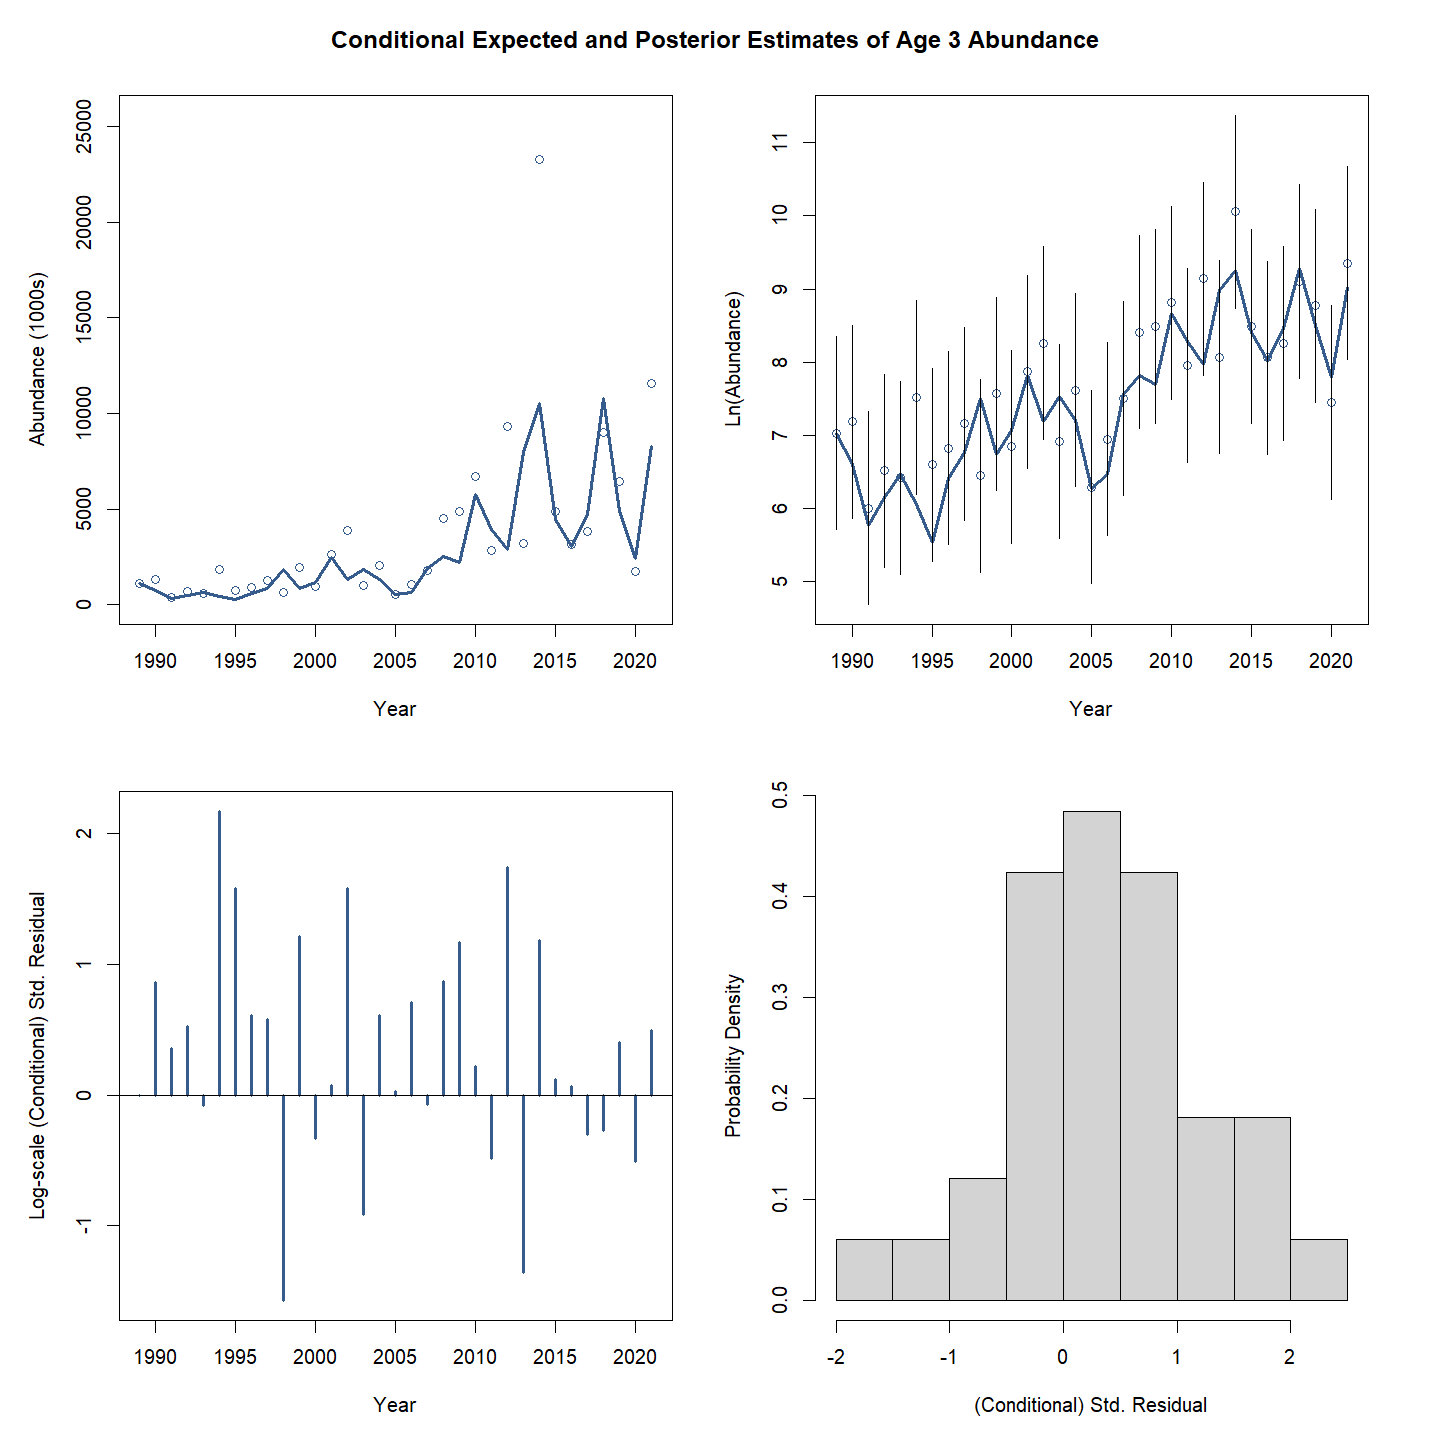 Conditional Expected and Posterior Estimates of Age 3 Abundance
Abundance (1000s)
25000
20000
15000
10000
5000
0
1990 1995 2000 2005 2010 2015 2020
Year
Ln(Abundance)
11
10
9
8
7
6
5
1990 1995 2000 2005 2010 2015 2020
Year
Log-scale (Conditional) Std. Residual
2
1
0
-1
1990 1995 2000 2005 2010 2015 2020
Year
Probability Density
0.5
0.4
0.3
0.2
0.1
0.0
-2 -1 0 1 2
(Conditional) Std. Residual